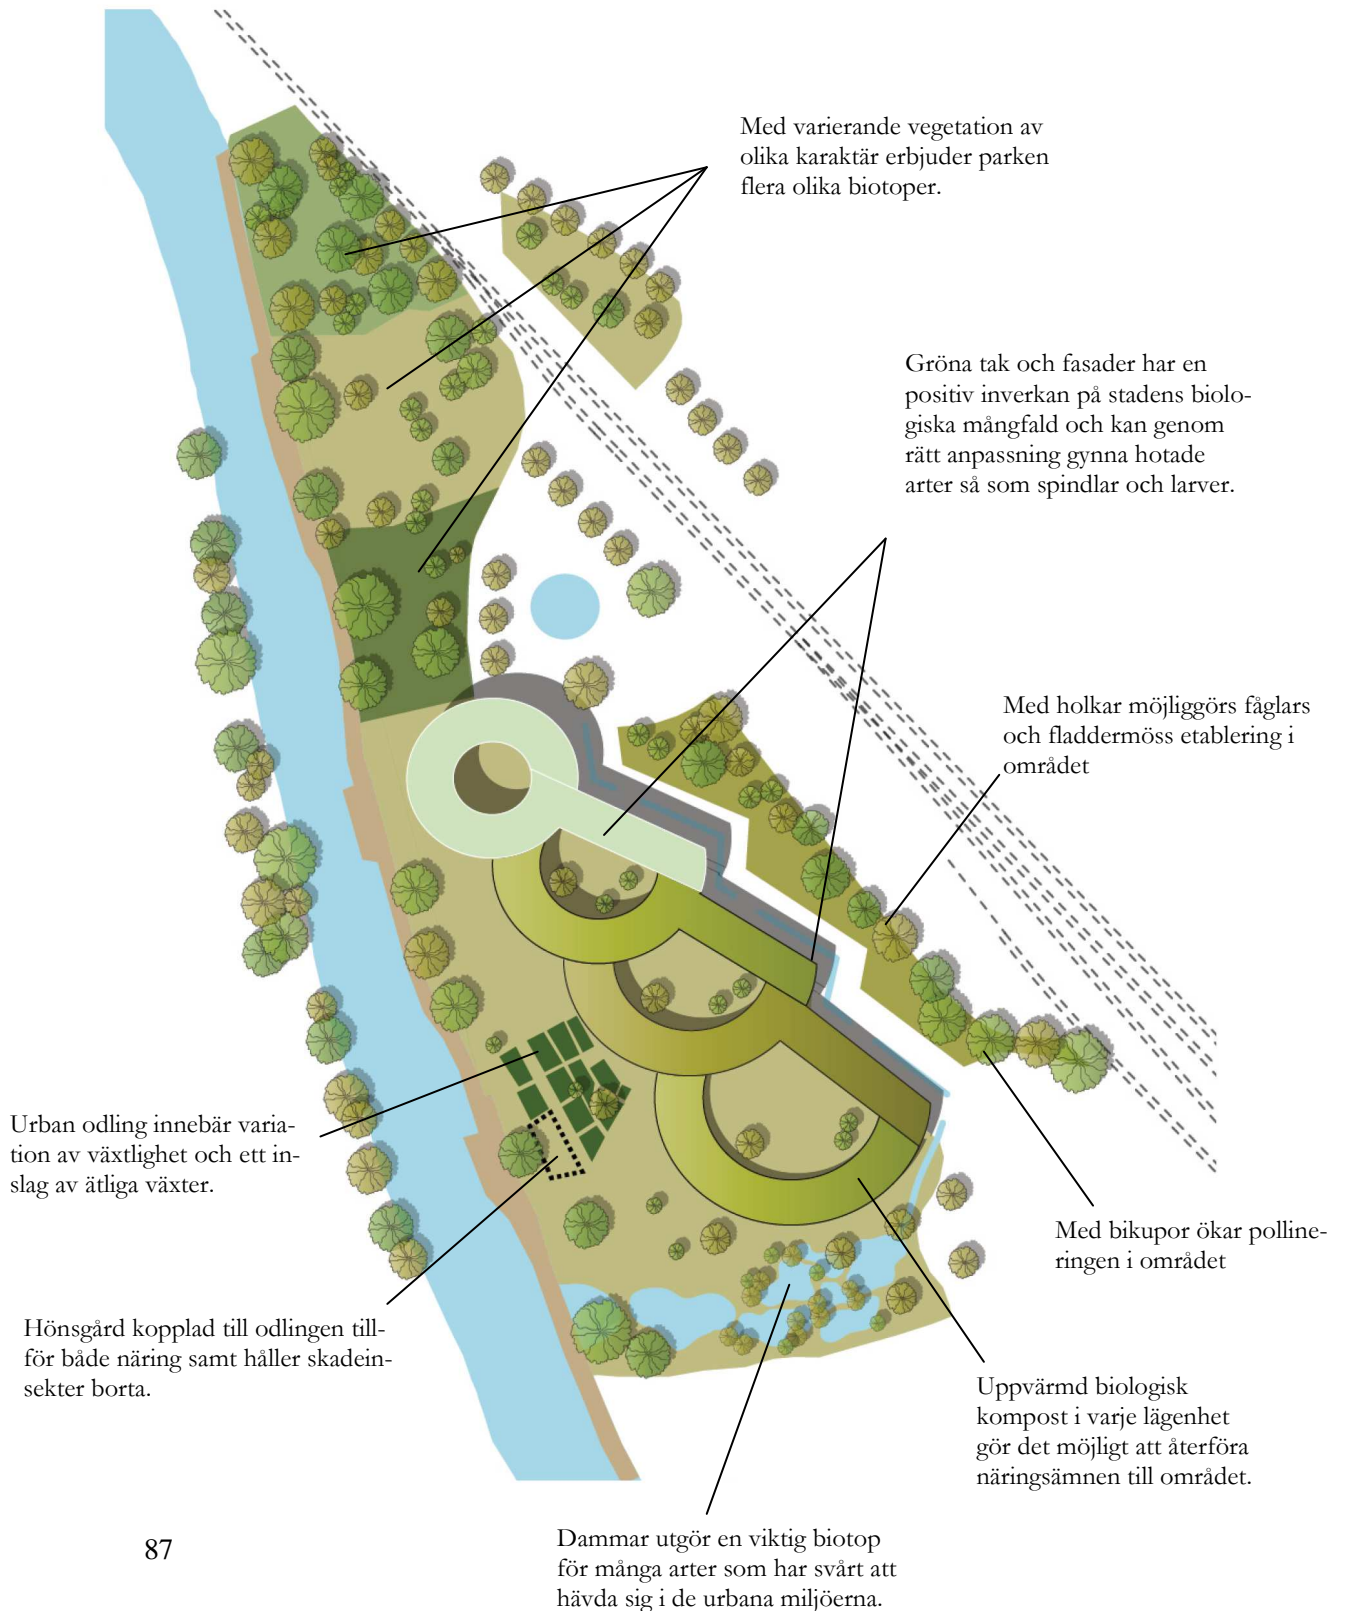 Med varierande vegetation av
olika karaktär erbjuder parken
flera olika biotoper.
Gröna tak och fasader har en
positiv inverkan på stadens biolo-
giska mångfald och kan genom
rätt anpassning gynna hotade
arter så som spindlar och larver.
Med holkar möjliggörs fåglars
och fladdermöss etablering i
området
Urban odling innebär varia-
tion av växtlighet och ett in-
slag av ätliga växter.
Med bikupor ökar polline-
ringen i området
Hönsgård kopplad till odlingen till-
för både näring samt håller skadein-
sekter borta.
Uppvärmd biologisk
kompost i varje lägenhet
gör det möjligt att återföra
näringsämnen till området.
Dammar utgör en viktig biotop
för många arter som har svårt att
hävda sig i de urbana miljöerna.
87